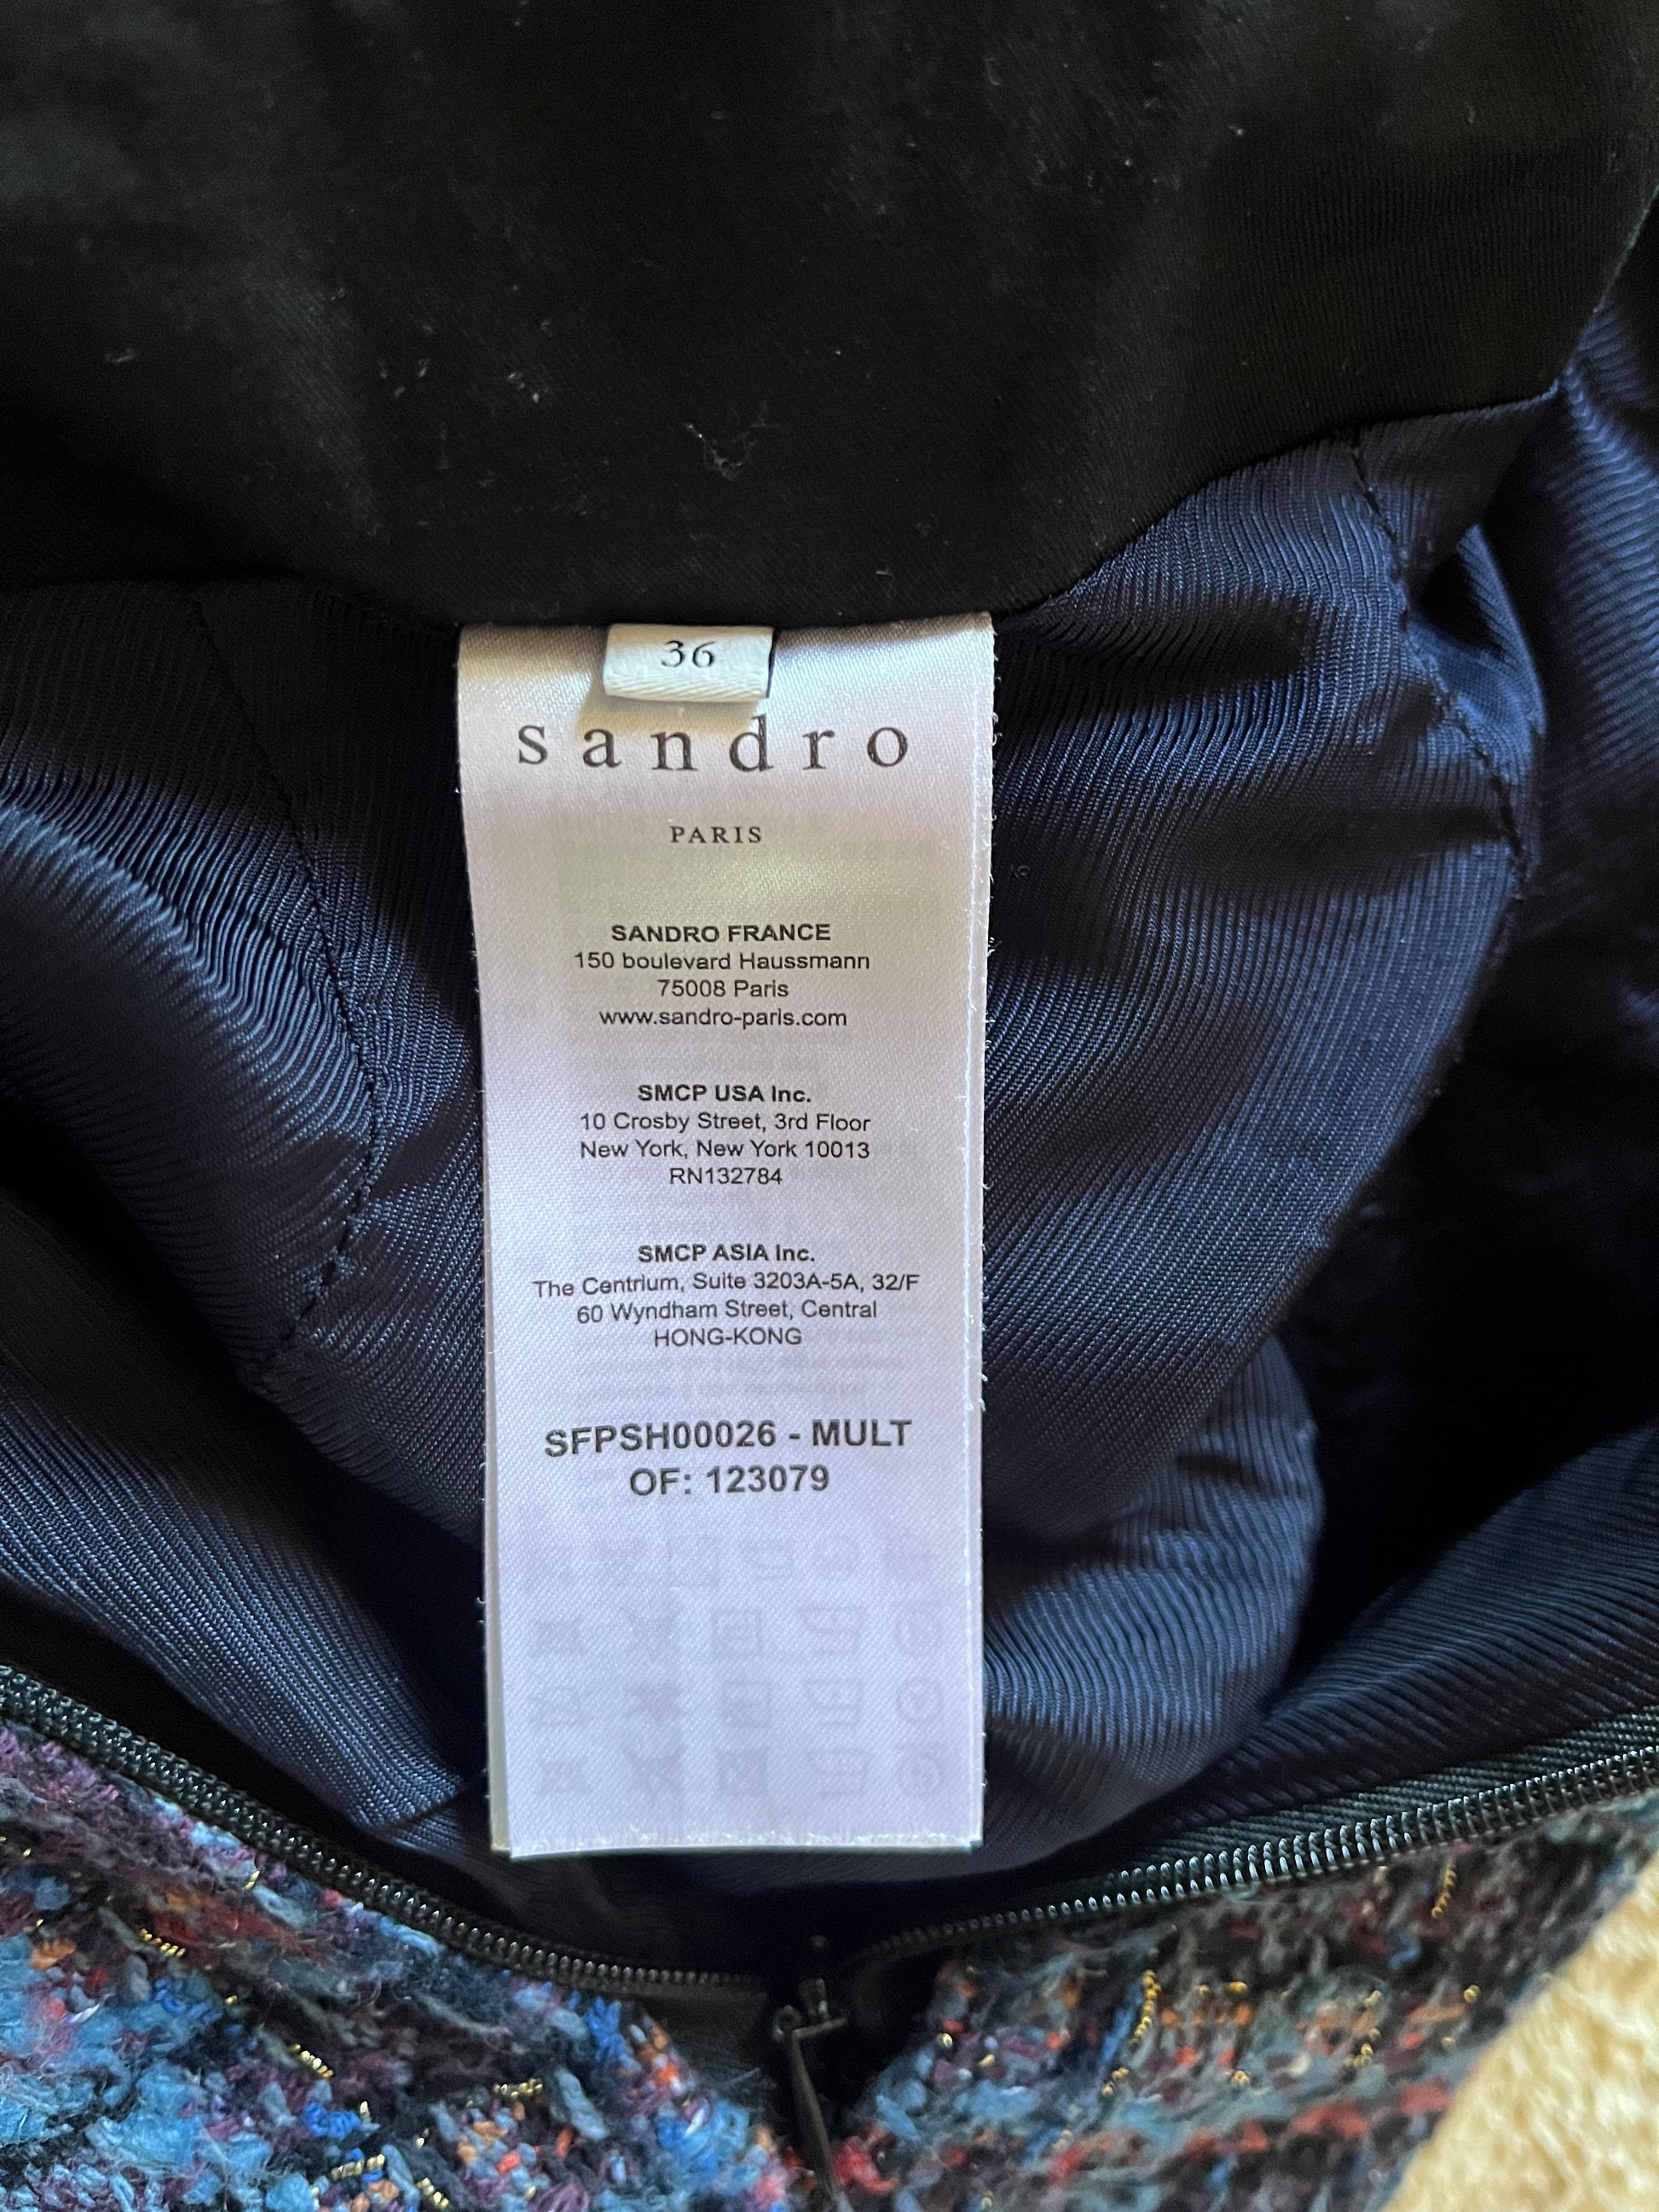 36
sandro
PARIS
SANDRO FRANCE
150 boulevard Haussmann
75008 Paris
www.sandro-paris.com
SMCP USA Inc.
10 Crosby Street, 3rd Floor
New York, New York 10013
RN132784
SMCP ASIA Inc.
The Centrium, Suite 3203A-5A, 32/F
60 Wyndham Street, Central
HONG-KONG
SFPSH00026 - MULT
OF: 123079